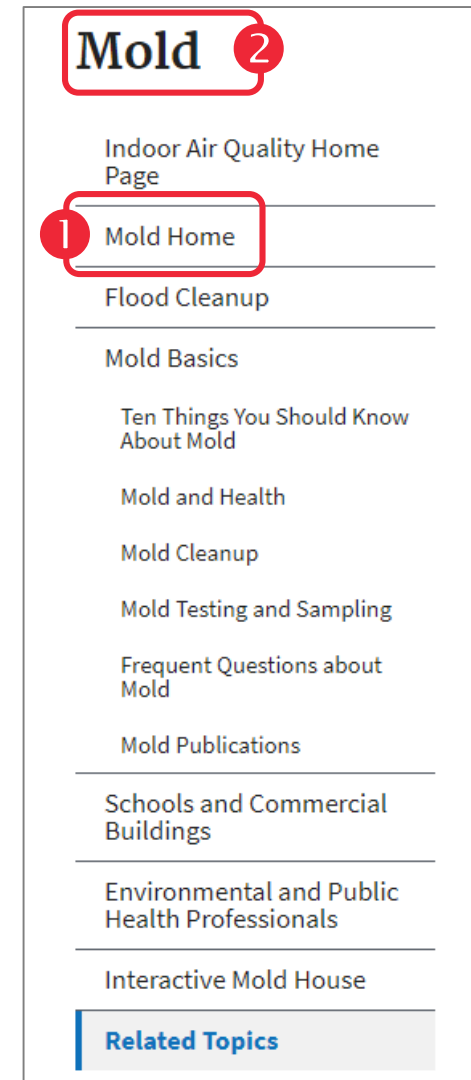 Mold 2
Indoor Air Quality Home
Page
1 Mold Home
Flood Cleanup
Mold Basics
Ten Things You Should Know
About Mold
Mold and Health
Mold Cleanup
Mold Testing and Sampling
Frequent Questions about
Mold
Mold Publications
Schools and Commercial
Buildings
Environmental and Public
Health Professionals
Interactive Mold House
Related Topics